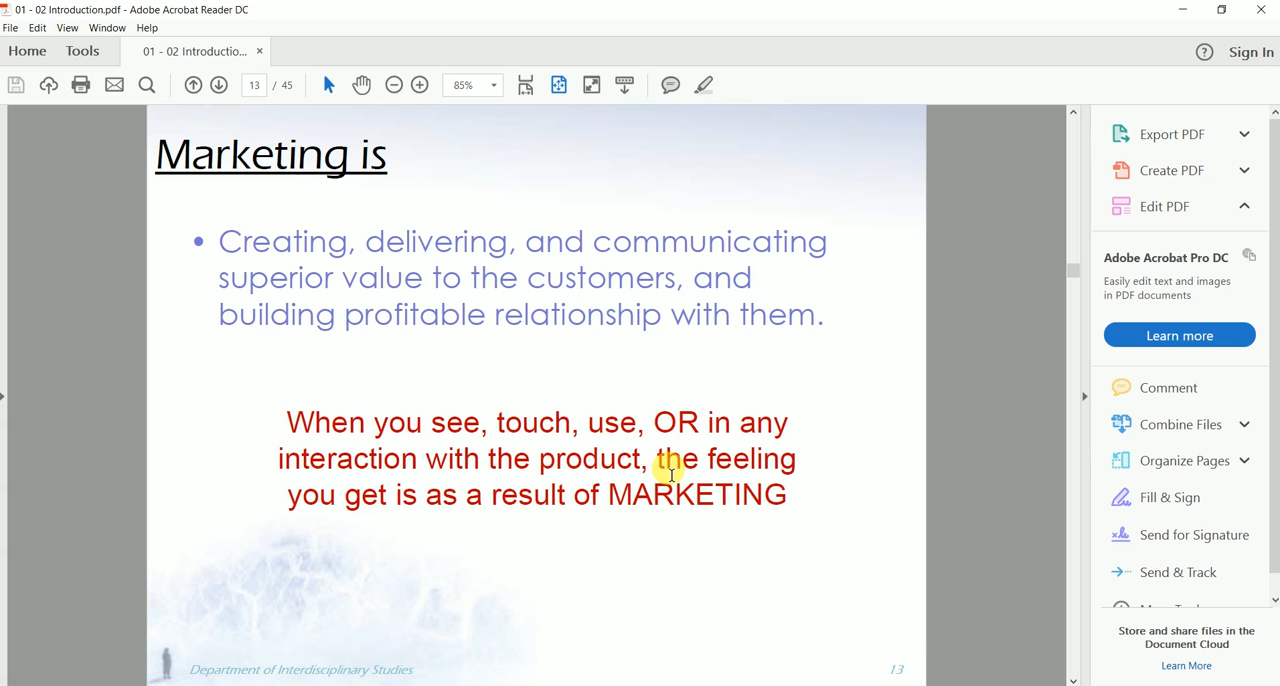 01 - 02 Introduction.pdf - Adobe Acrobat Reader DC
File Edit View Window Help
Home Tools 01 - 02 Introductio... × Sign In
13 / 45 85%
Marketing is
• Creating, delivering, and communicating
superior value to the customers, and
building profitable relationship with them.
When you see, touch, use, OR in any
interaction with the product, the feeling
you get is as a result of MARKETING
Department of Interdisciplinary Studies 13
Export PDF
Create PDF
Edit PDF
Adobe Acrobat Pro DC
Easily edit text and images
in PDF documents
Learn more
Comment
Combine Files
Organize Pages
Fill & Sign
Send for Signature
Send & Track
Store and share files in the
Document Cloud
Learn More